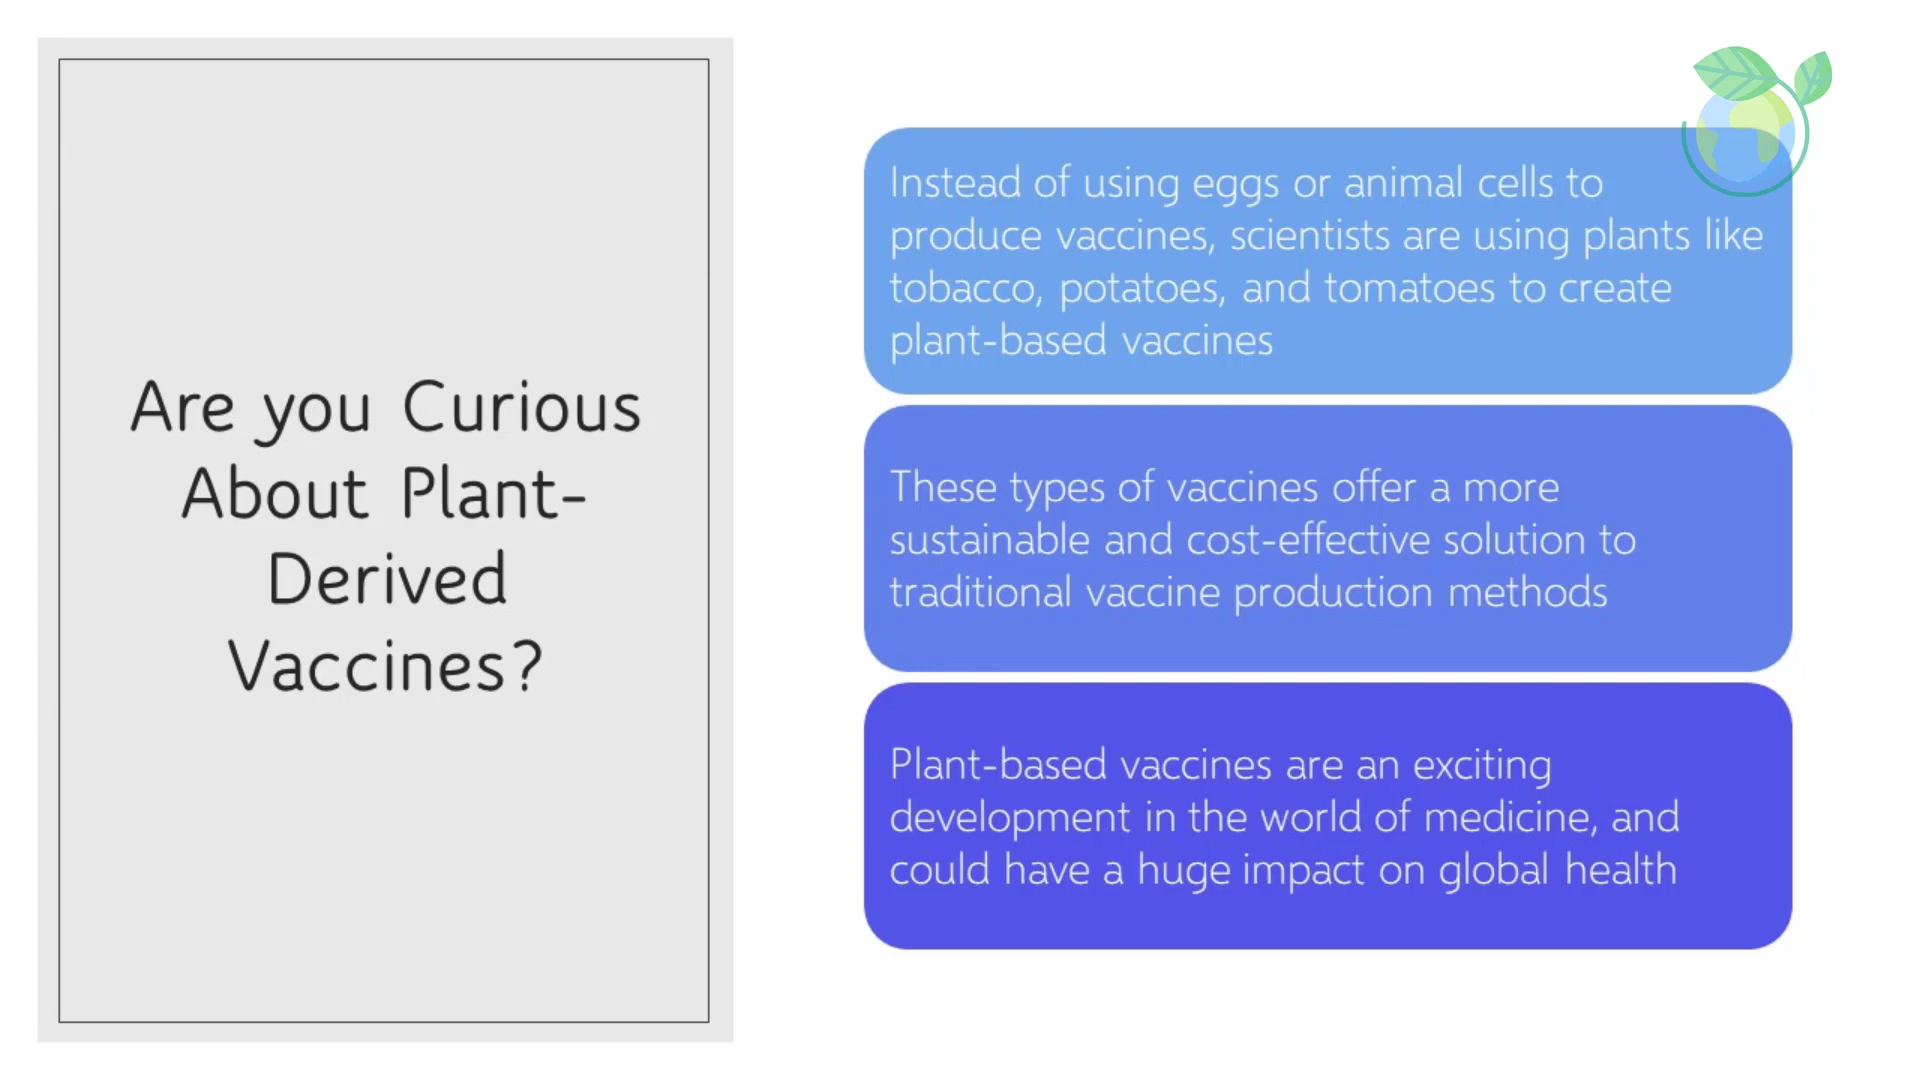 Are you Curious
About Plant-
Derived
Vaccines?
Instead of using eggs or animal cells to
produce vaccines, scientists are using plants like
tobacco, potatoes, and tomatoes to create
plant-based vaccines
These types of vaccines offer a more
sustainable and cost-effective solution to
traditional vaccine production methods
Plant-based vaccines are an exciting
development in the world of medicine, and
could have a huge impact on global health